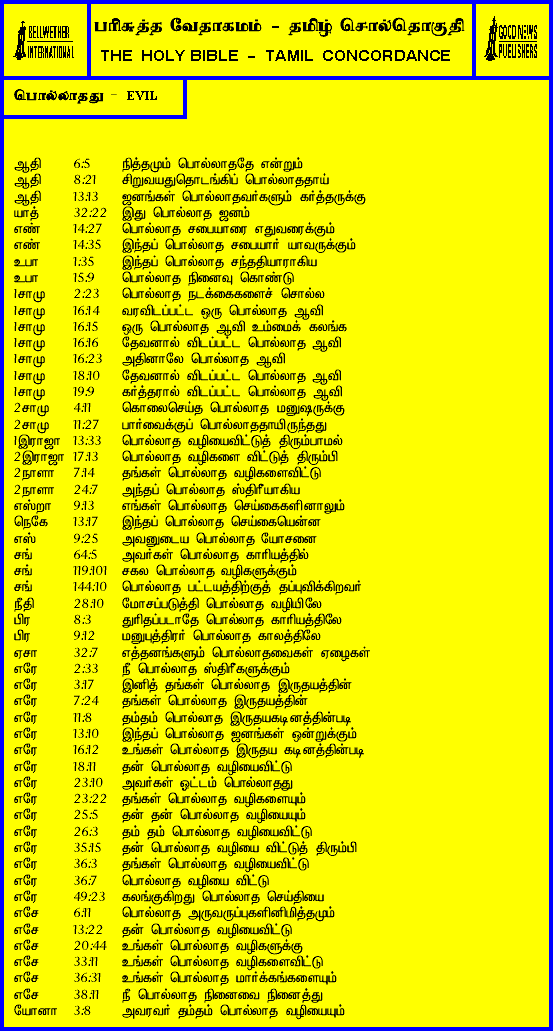 BELLWETHER INTERNATIONAL
பரிசுத்த வேதாகமம் - தமிழ் சொல்தொகுதி
THE HOLY BIBLE - TAMIL CONCORDANCE
GOOD NEWS PUBLISHERS
பொல்லாதது - EVIL
ஆதி 6:5 நித்தமும் பொல்லாததே என்றும்
ஆதி 8:21 சிறுவயதுதொடங்கிப் பொல்லாததாய்
ஆதி 13:13 ஜனங்கள் பொல்லாதவர்களும் கர்த்தருக்கு
யாத் 32:22 இது பொல்லாத ஜனம்
எண் 14:27 பொல்லாத சபையாரை எதுவரைக்கும்
எண் 14:35 இந்தப் பொல்லாத சபையார் யாவருக்கும்
உபா 1:35 இந்தப் பொல்லாத சந்ததியாராகிய
உபா 15:9 பொல்லாத நினைவு கொண்டு
1சாமு 2:23 பொல்லாத நடக்கைகளைச் சொல்ல
1சாமு 16:14 வரவிடப்பட்ட ஒரு பொல்லாத ஆவி
1சாமு 16:15 ஒரு பொல்லாத ஆவி உம்மைக் கலங்க
1சாமு 16:16 தேவனால் விடப்பட்ட பொல்லாத ஆவி
1சாமு 16:23 அதினாலே பொல்லாத ஆவி
1சாமு 18:10 தேவனால் விடப்பட்ட பொல்லாத ஆவி
1சாமு 19:9 கர்த்தரால் விடப்பட்ட பொல்லாத ஆவி
2சாமு 4:11 கொலைசெய்த பொல்லாத மனுஷருக்கு
2சாமு 11:27 பார்வைக்குப் பொல்லாததாயிருந்தது
1இராஜா 13:33 பொல்லாத வழியைவிட்டுத் திரும்பாமல்
2இராஜா 17:13 பொல்லாத வழிகளை விட்டுத் திரும்பி
2நாளா 7:14 தங்கள் பொல்லாத வழிகளைவிட்டு
2நாளா 24:7 அந்தப் பொல்லாத ஸ்திரீயாகிய
எஸ்றா 9:13 எங்கள் பொல்லாத செய்கைகளினாலும்
நெகே 13:17 இந்தப் பொல்லாத செய்கையென்ன
எஸ் 9:25 அவனுடைய பொல்லாத யோசனை
சங் 64:5 அவர்கள் பொல்லாத காரியத்தில்
சங் 119:101 சகல பொல்லாத வழிகளுக்கும்
சங் 144:10 பொல்லாத பட்டயத்திற்குத் தப்புவிக்கிறவர்
நீதி 28:10 மோசப்படுத்தி பொல்லாத வழியிலே
பிர 8:3 துரிதப்படாதே பொல்லாத காரியத்திலே
பிர 9:12 மனுபுத்திரர் பொல்லாத காலத்திலே
ஏசா 32:7 எத்தனங்களும் பொல்லாதவைகள் ஏழைகள்
எரே 2:33 நீ பொல்லாத ஸ்திரீகளுக்கும்
எரே 3:17 இனித் தங்கள் பொல்லாத இருதயத்தின்
எரே 7:24 தங்கள் பொல்லாத இருதயத்தின்
எரே 11:8 தம்தம் பொல்லாத இருதயகடினத்தின்படி
எரே 13:10 இந்தப் பொல்லாத ஜனங்கள் ஒன்றுக்கும்
எரே 16:12 உங்கள் பொல்லாத இருதய கடினத்தின்படி
எரே 18:11 தன் பொல்லாத வழியைவிட்டு
எரே 23:10 அவர்கள் ஓட்டம் பொல்லாதது
எரே 23:22 தங்கள் பொல்லாத வழிகளையும்
எரே 25:5 தன் தன் பொல்லாத வழியையும்
எரே 26:3 தம் தம் பொல்லாத வழியைவிட்டு
எரே 35:15 தன் பொல்லாத வழியை விட்டுத் திரும்பி
எரே 36:3 தங்கள் பொல்லாத வழியைவிட்டு
எரே 36:7 பொல்லாத வழியை விட்டு
எரே 49:23 கலங்குகிறது பொல்லாத செய்தியை
எசே 6:11 பொல்லாத அருவருப்புகளினிமித்தமும்
எசே 13:22 தன் பொல்லாத வழியைவிட்டு
எசே 20:44 உங்கள் பொல்லாத வழிகளுக்கு
எசே 33:11 உங்கள் பொல்லாத வழிகளைவிட்டு
எசே 36:31 உங்கள் பொல்லாத மார்க்கங்களையும்
எசே 38:11 நீ பொல்லாத நினைவை நினைத்து
யோனா 3:8 அவரவர் தம்தம் பொல்லாத வழியையும்